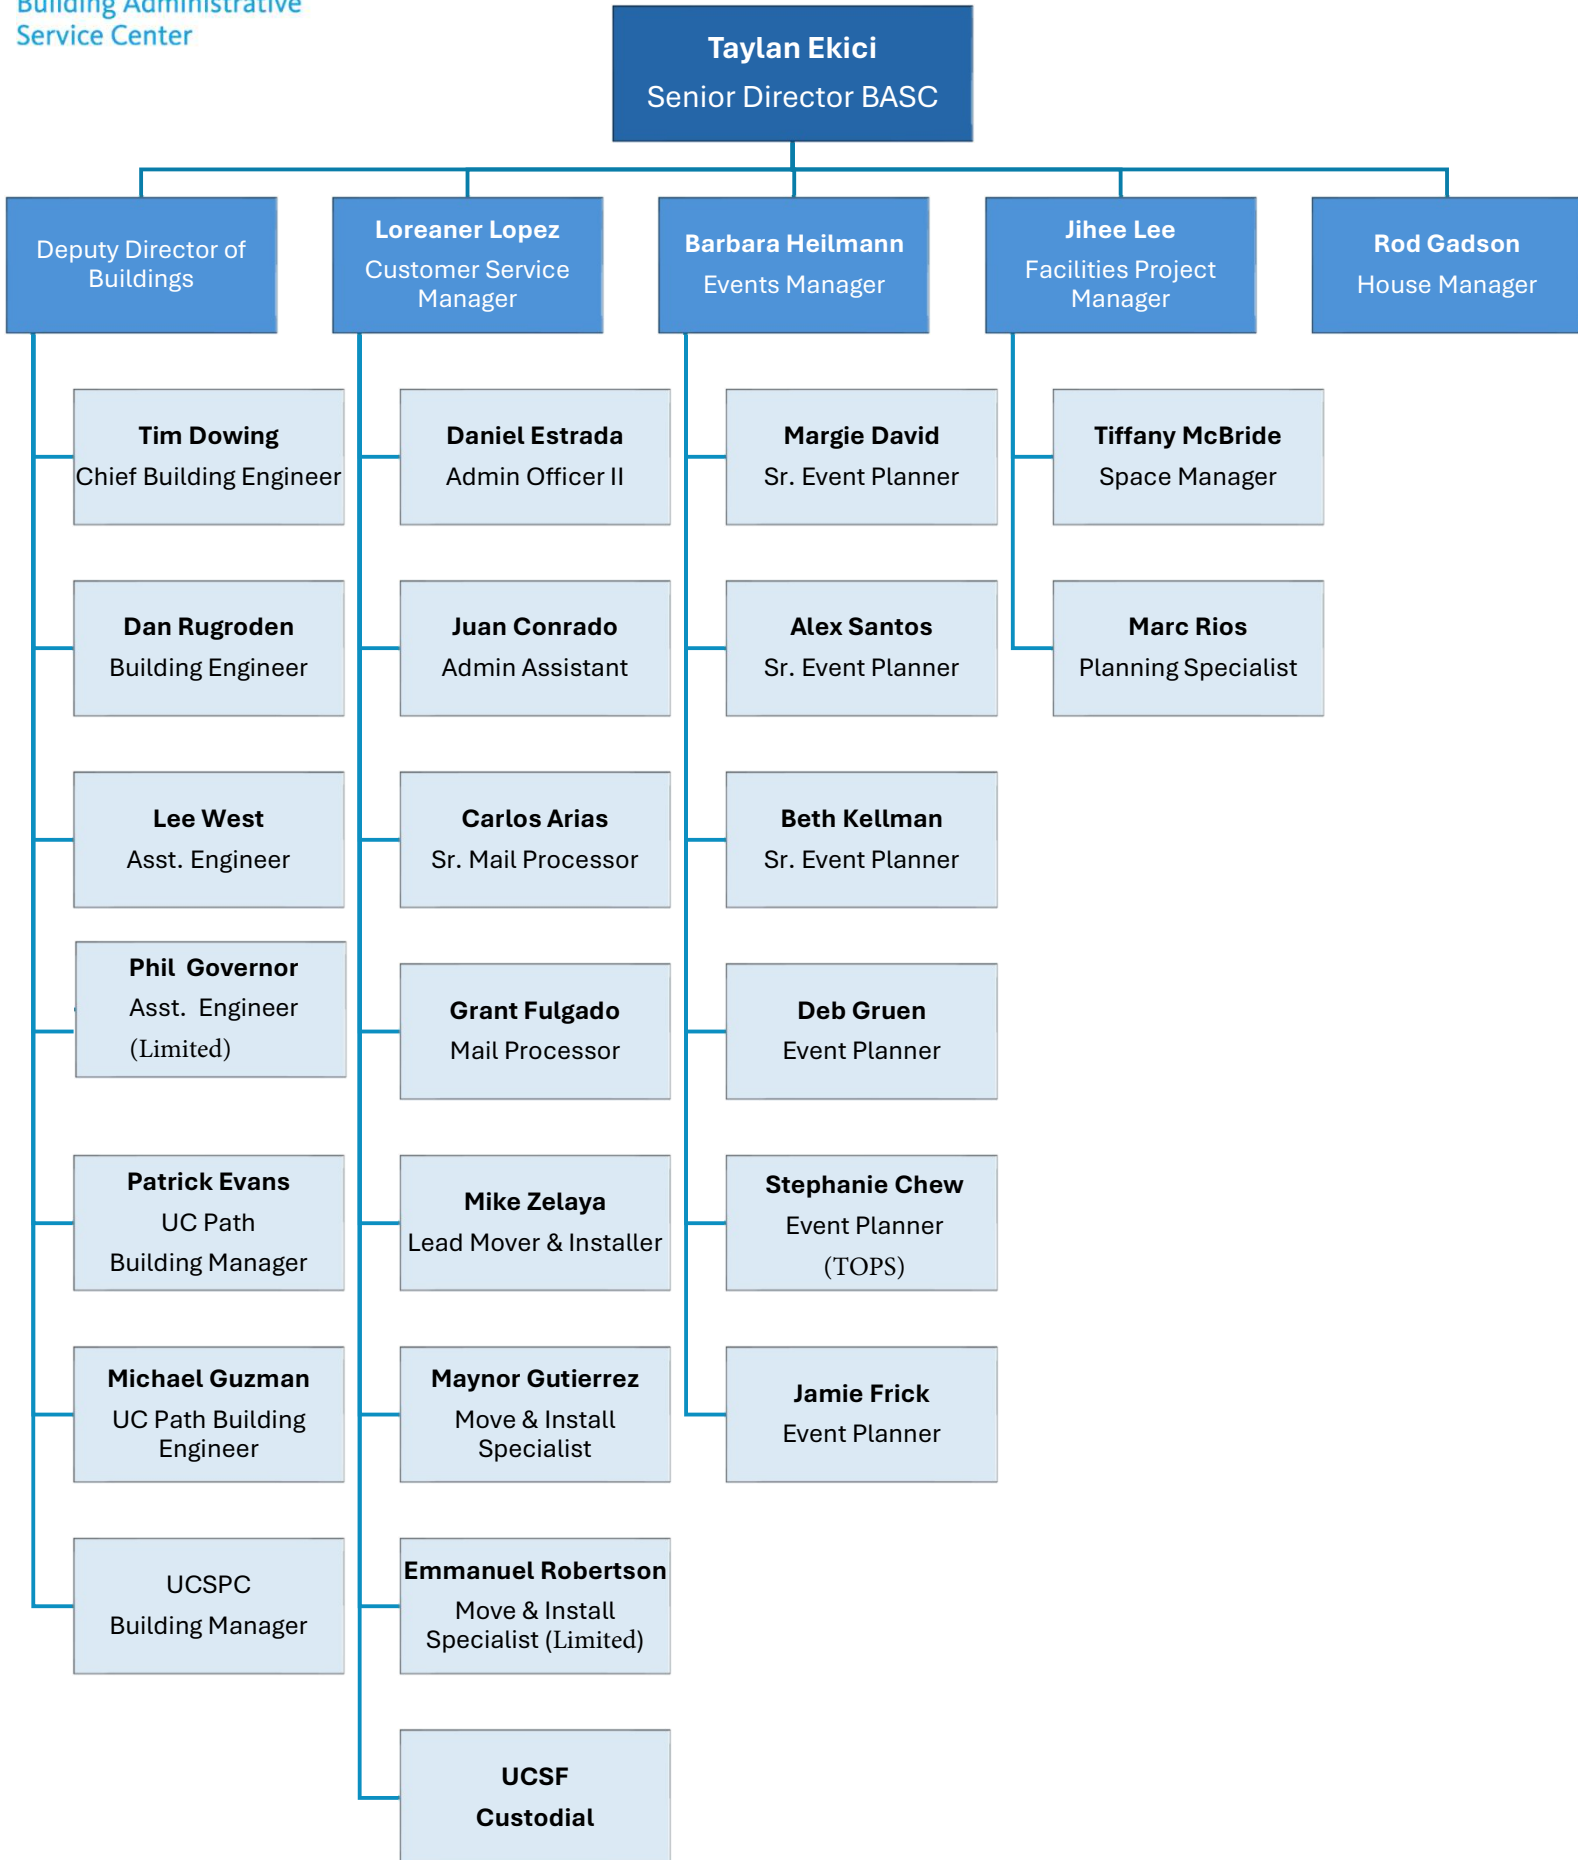 Building Administrative
Service Center
Taylan Ekici
Senior Director BASC
Deputy Director of
Buildings
Loreaner Lopez
Customer Service
Manager
Barbara Heilmann
Events Manager
Jihee Lee
Facilities Project
Manager
Rod Gadson
House Manager
Tim Dowing
Chief Building Engineer
Dan Rugroden
Building Engineer
Lee West
Asst. Engineer
Phil Governor
Asst. Engineer
(Limited)
Patrick Evans
UC Path
Building Manager
Michael Guzman
UC Path Building
Engineer
UCSPC
Building Manager
Daniel Estrada
Admin Officer II
Juan Conrado
Admin Assistant
Carlos Arias
Sr. Mail Processor
Grant Fulgado
Mail Processor
Mike Zelaya
Lead Mover & Installer
Maynor Gutierrez
Move & Install
Specialist
Emmanuel Robertson
Move & Install
Specialist (Limited)
UCSF
Custodial
Margie David
Sr. Event Planner
Alex Santos
Sr. Event Planner
Beth Kellman
Sr. Event Planner
Deb Gruen
Event Planner
Stephanie Chew
Event Planner
(TOPS)
Jamie Frick
Event Planner
Tiffany McBride
Space Manager
Marc Rios
Planning Specialist